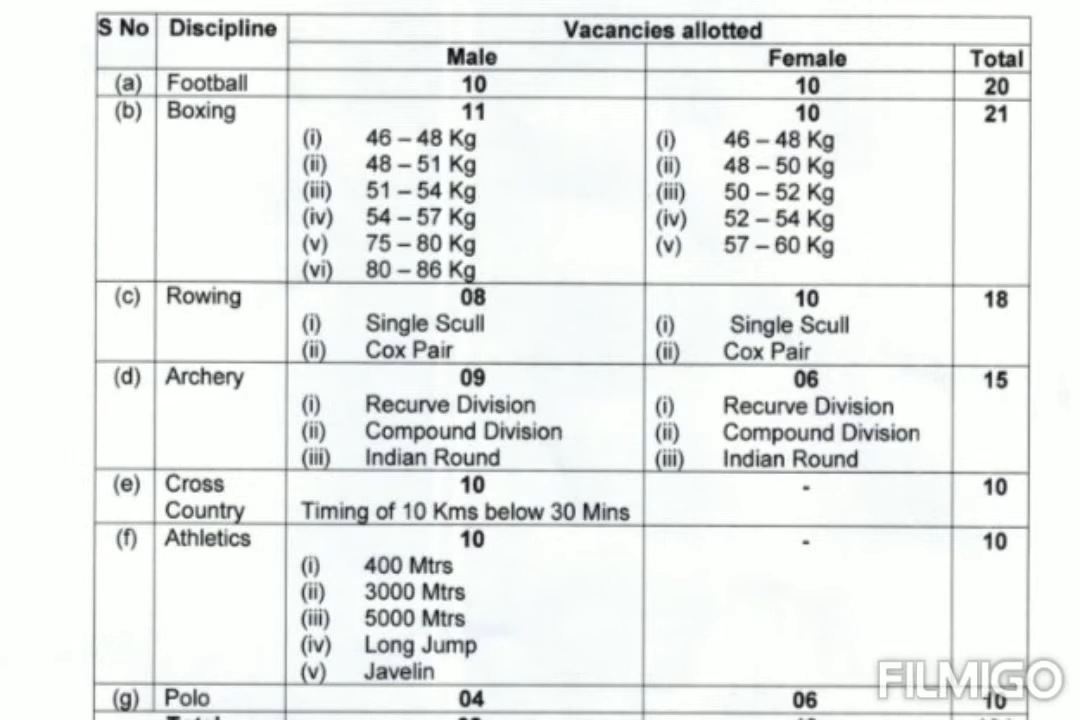 S No Discipline Vacancies allotted
Male Female Total
(a) Football 10 10 20
(b) Boxing 11 10 21
(i) 46 – 48 Kg (i) 46 – 48 Kg
(ii) 48 – 51 Kg (ii) 48 – 50 Kg
(iii) 51 – 54 Kg (iii) 50 – 52 Kg
(iv) 54 – 57 Kg (iv) 52 – 54 Kg
(v) 75 – 80 Kg (v) 57 – 60 Kg
(vi) 80 – 86 Kg
(c) Rowing 08 10 18
(i) Single Scull (i) Single Scull
(ii) Cox Pair (ii) Cox Pair
(d) Archery 09 06 15
(i) Recurve Division (i) Recurve Division
(ii) Compound Division (ii) Compound Division
(iii) Indian Round (iii) Indian Round
(e) Cross 10 - 10
Country Timing of 10 Kms below 30 Mins
(f) Athletics 10 - 10
(i) 400 Mtrs
(ii) 3000 Mtrs
(iii) 5000 Mtrs
(iv) Long Jump
(v) Javelin
(g) Polo 04 06 10
FILMIGO